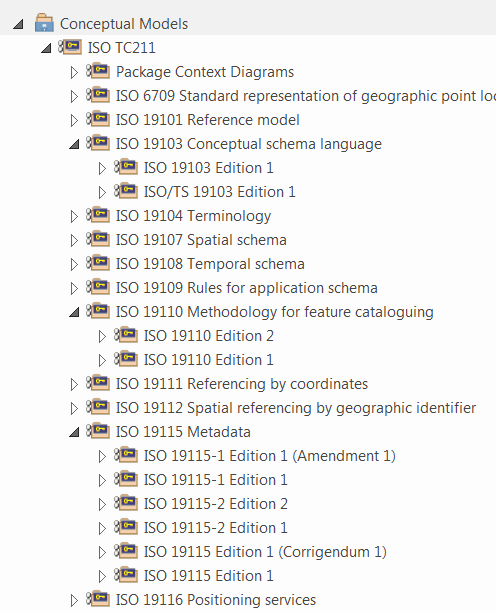 Conceptual Models
ISO TC211
Package Context Diagrams
ISO 6709 Standard representation of geographic point
ISO 19101 Reference model
ISO 19103 Conceptual schema language
ISO 19103 Edition 1
ISO/TS 19103 Edition 1
ISO 19104 Terminology
ISO 19107 Spatial schema
ISO 19108 Temporal schema
ISO 19109 Rules for application schema
ISO 19110 Methodology for feature cataloguing
ISO 19110 Edition 2
ISO 19110 Edition 1
ISO 19111 Referencing by coordinates
ISO 19112 Spatial referencing by geographic identifier
ISO 19115 Metadata
ISO 19115-1 Edition 1 (Amendment 1)
ISO 19115-1 Edition 1
ISO 19115-2 Edition 2
ISO 19115-2 Edition 1
ISO 19115 Edition 1 (Corrigendum 1)
ISO 19115 Edition 1
ISO 19116 Positioning services